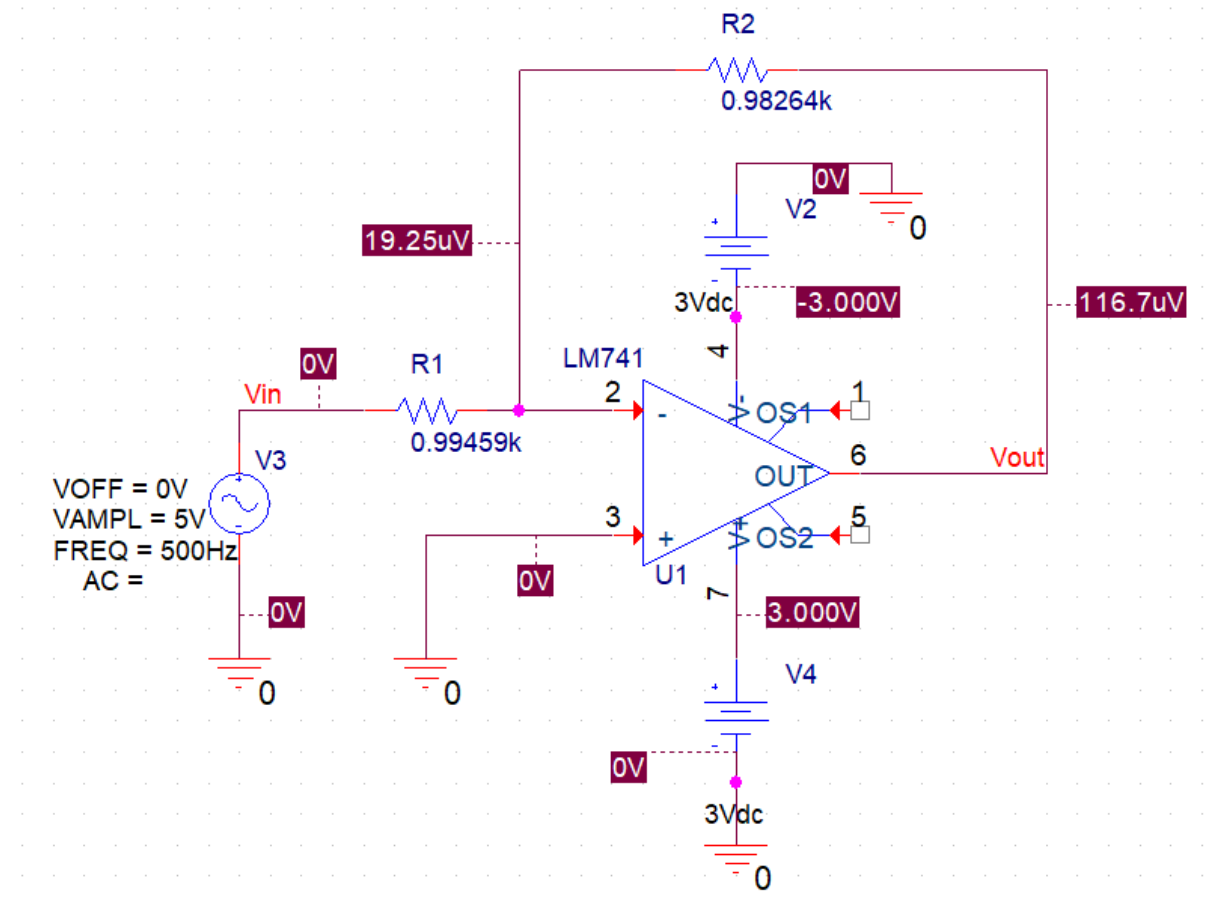 R2
0.98264k
0V
V2
0
19.25uV
3Vdc
-3.000V
116.7uV
4
0V
R1
LM741
Vin
2
-
V-
OS1
1
0.99459k
V3
6
Vout
OUT
VOFF = 0V
VAMPL = 5V
FREQ = 500Hz
AC =
3
+
V+
OS2
5
U1
0V
7
0V
3.000V
0
0
V4
0V
3Vdc
0